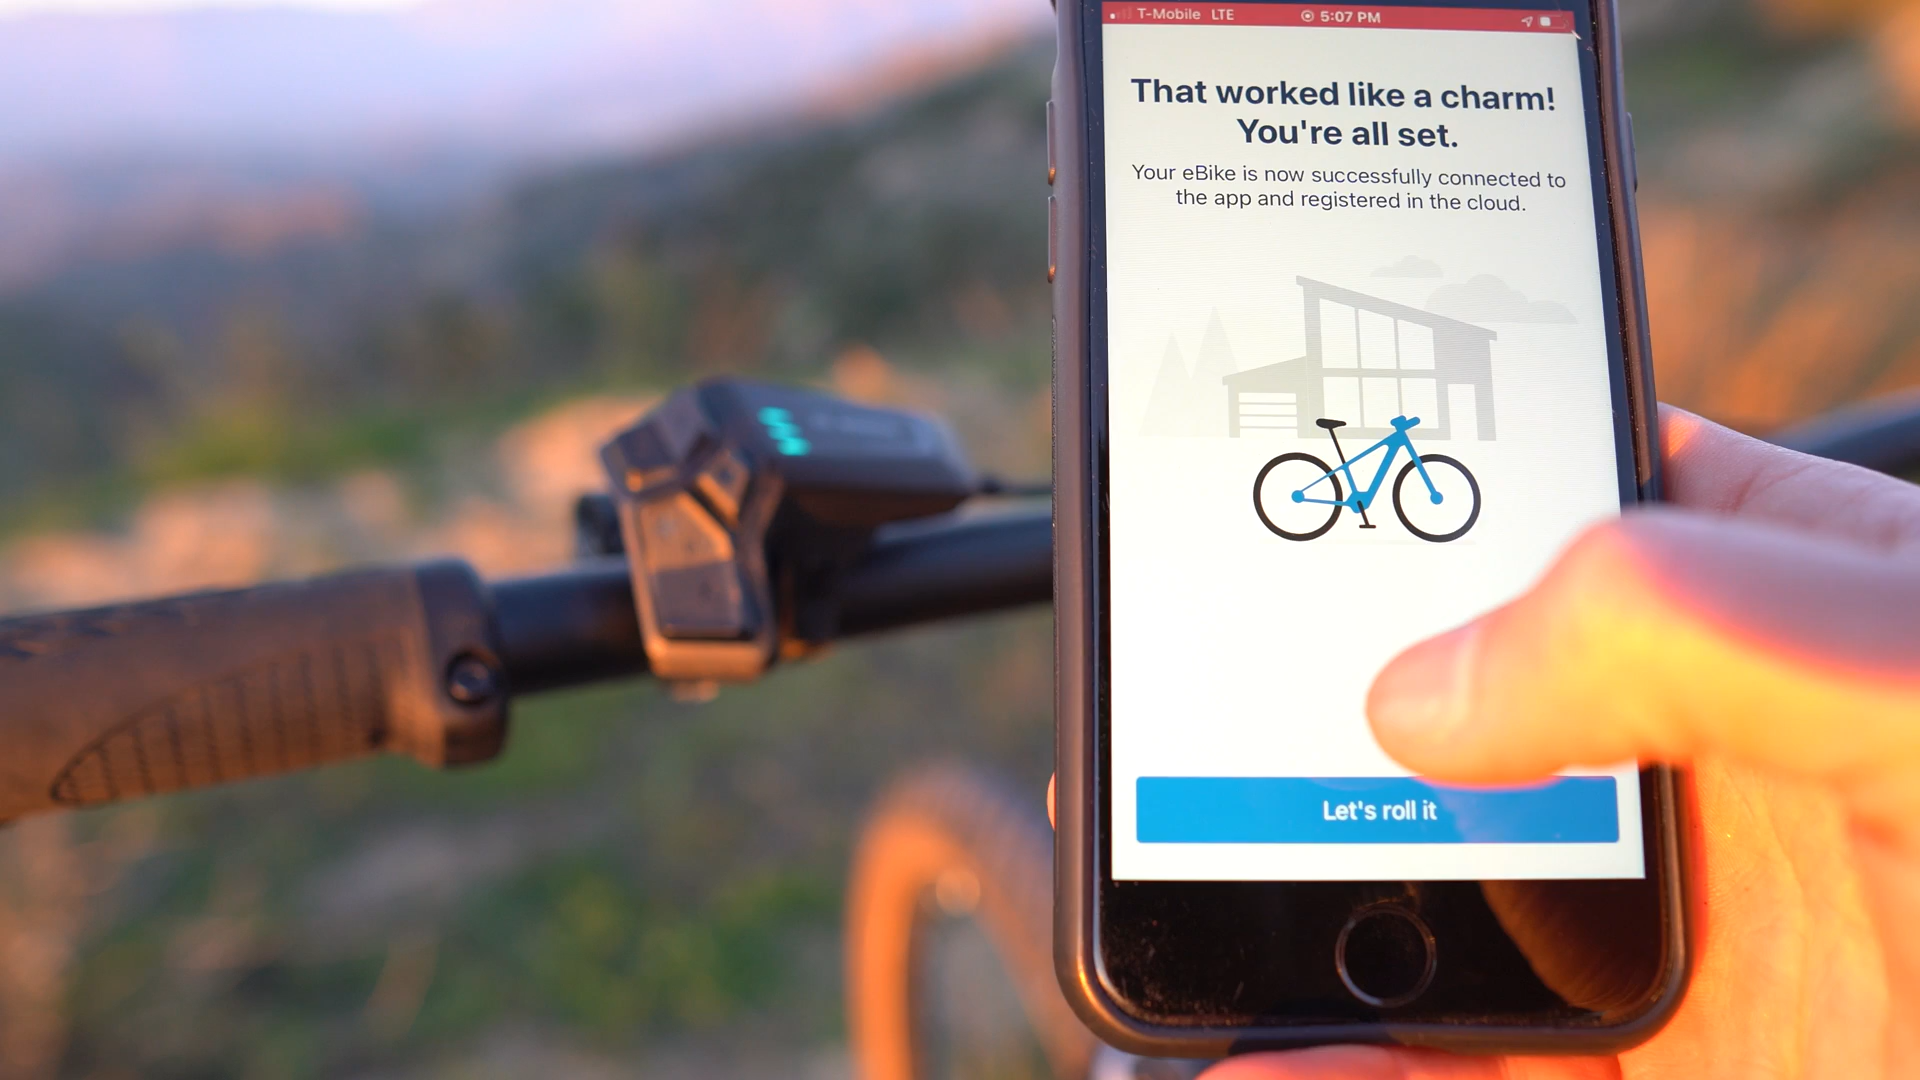 T-Mobile LTE 5:07 PM
That worked like a charm!
You're all set.
Your eBike is now successfully connected to
the app and registered in the cloud.
Let's roll it